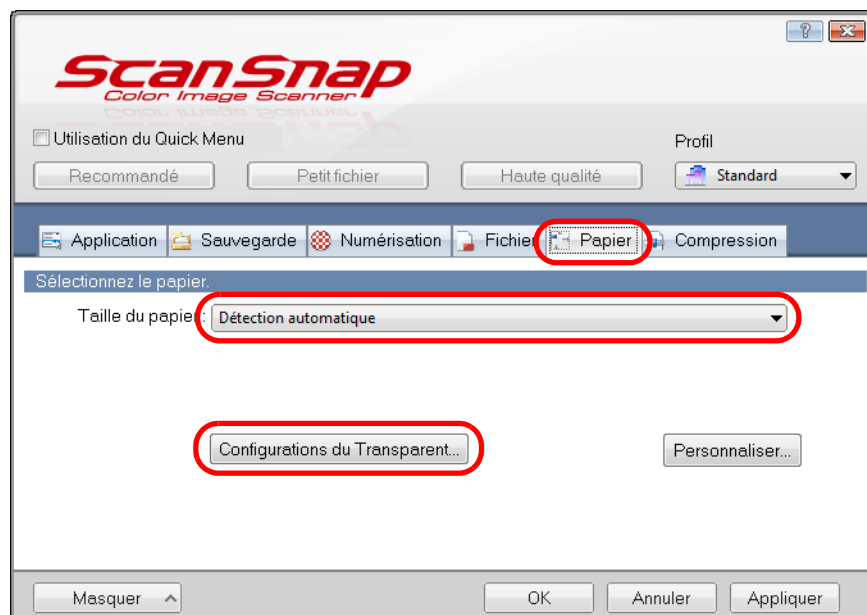 ScanSnap
Color Image Scanner
Utilisation du Quick Menu
Profil
Recommandé
Petit fichier
Haute qualité
Standard
Application
Sauvegarde
Numérisation
Fichier
Papier
Compression
Sélectionnez le papier.
Taille du papier:
Détection automatique
Configurations du Transparent...
Personnaliser...
Masquer
OK
Annuler
Appliquer